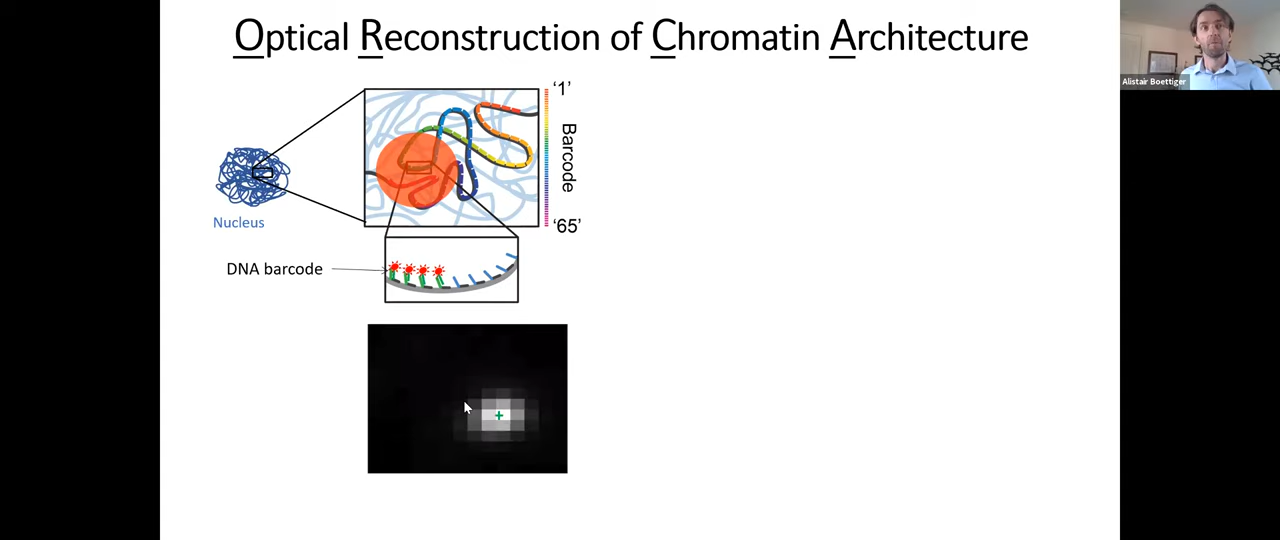 Optical Reconstruction of Chromatin Architecture
Alistair Boettiger
'1'
Barcode
'65'
Nucleus
DNA barcode